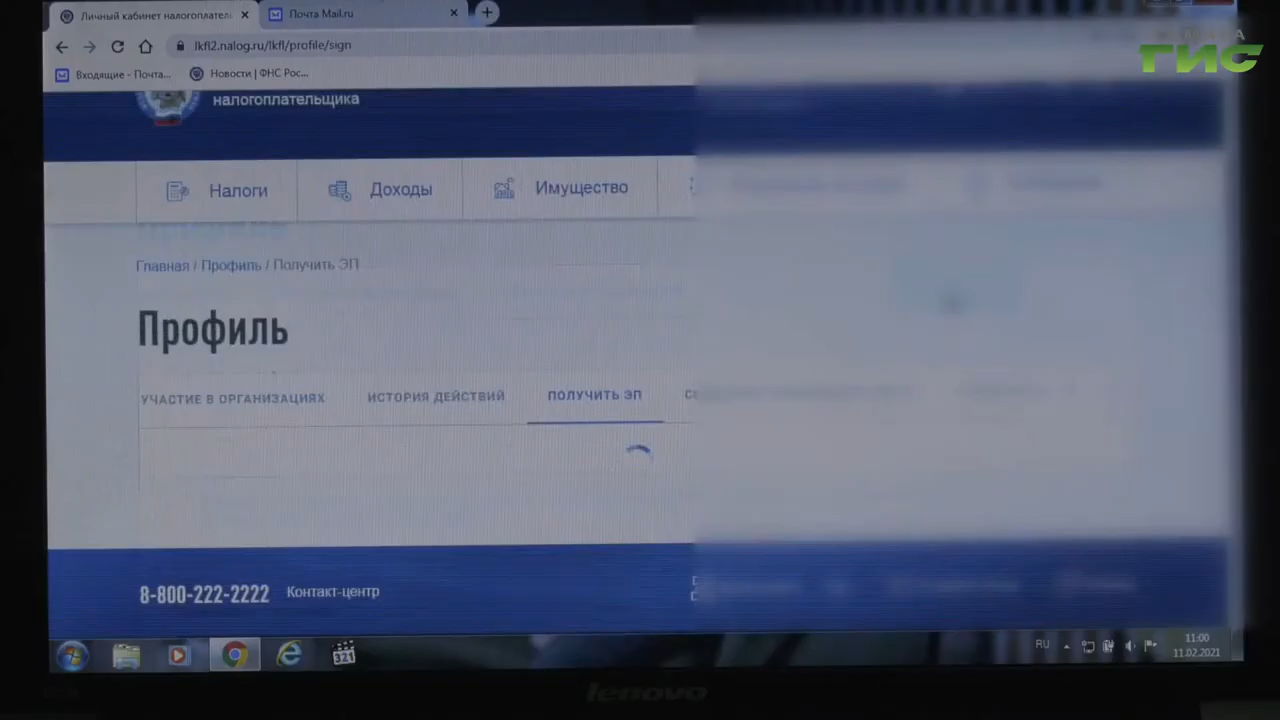 Личный кабинет налогоплатель
Почта Mail.ru
lkfl2.nalog.ru/lkfl/profile/sign
Входящие - Почта...
Новости | ФНС Рос...
ГИС
налогоплательщика
Налоги
Доходы
Имущество
Главная / Профиль / Получить ЭП
Профиль
УЧАСТИЕ В ОРГАНИЗАЦИЯХ
ИСТОРИЯ ДЕЙСТВИЙ
ПОЛУЧИТЬ ЭП
8-800-222-2222
Контакт-центр
321
RU
11:00
11.02.2021
lenovo